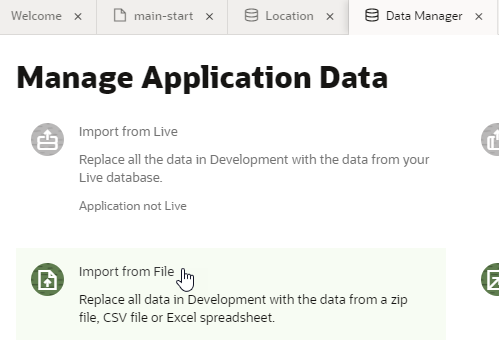 Welcome × main-start × Location × Data Manager ×
Manage Application Data
Import from Live
Replace all the data in Development with the data from your
Live database.
Application not Live
Import from File
Replace all data in Development with the data from a zip
file, CSV file or Excel spreadsheet.